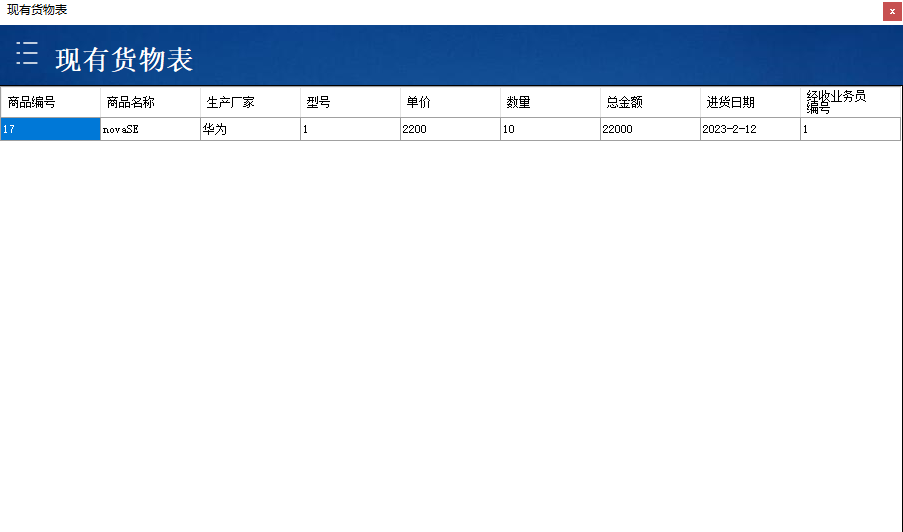 现有货物表
x
现有货物表
商品编号 商品名称 生产厂家 型号 单价 数量 总金额 进货日期 经收业务员
编号
17 novaSE 华为 1 2200 10 22000 2023-2-12 1